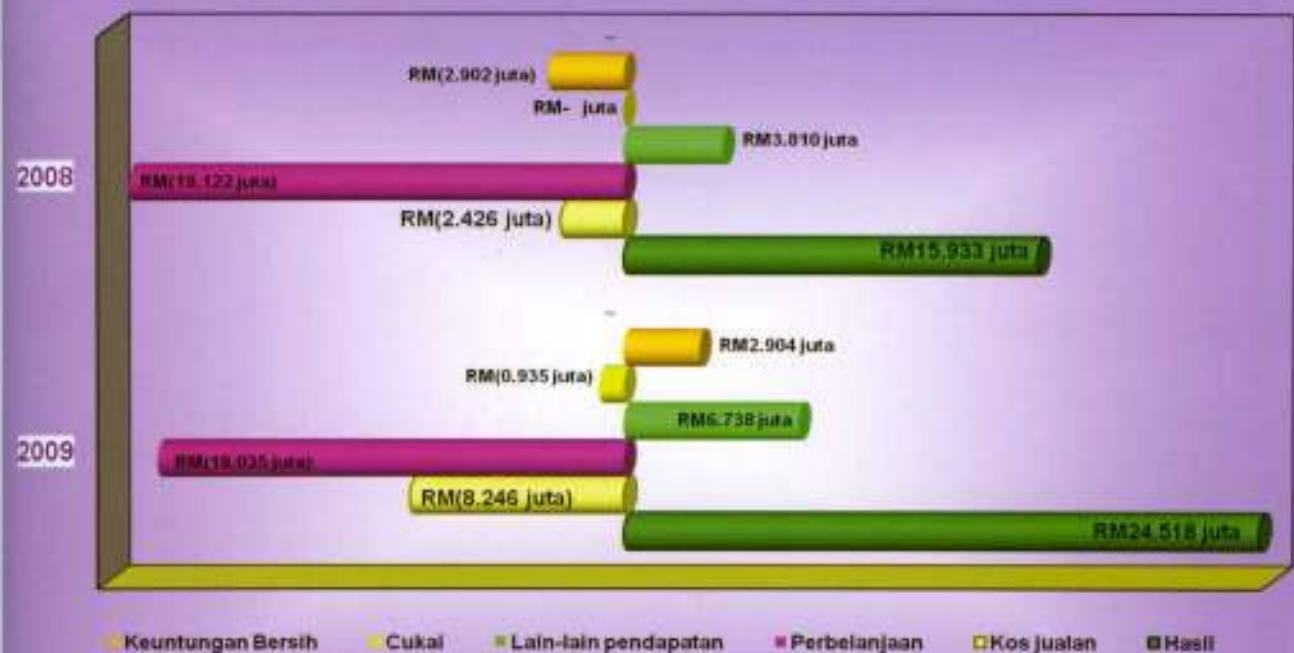 RM(2.902 juta)
RM- juta
RM3.810 juta
2008
RM(19.122 juta)
RM(2.426 juta)
RM15.933 juta
RM2.904 juta
RM(0.935 juta)
RM6.738 juta
2009
RM(18.035 juta)
RM(8.246 juta)
RM24.518 juta
Keuntungan Bersih Cukai Lain-lain pendapatan Perbelanjaan Kos jualan Hasil